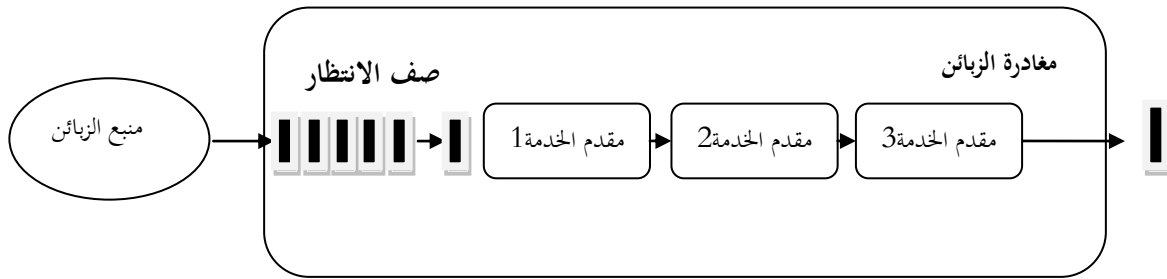 مغادرة الزبائن
صف الانتظار
منبع الزبائن
مقدم الخدمة1
مقدم الخدمة2
مقدم الخدمة3